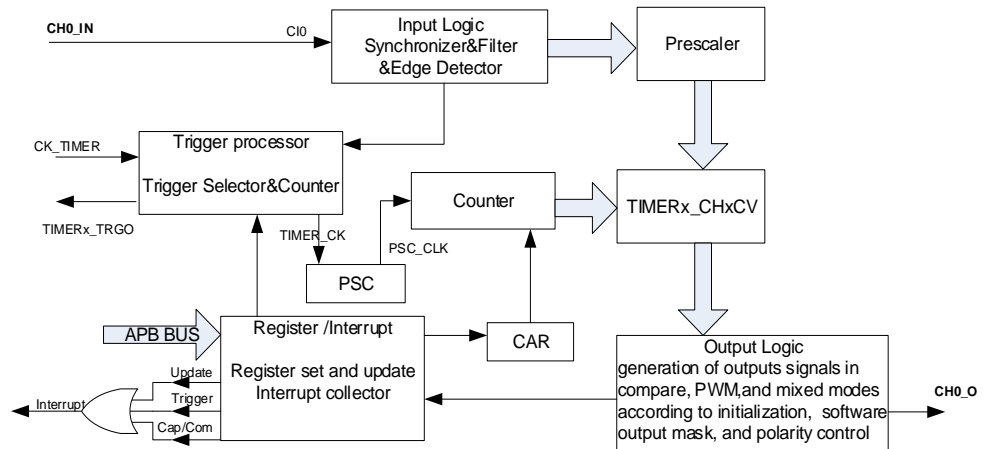 CH0_IN
CI0
Input Logic
Synchronizer&Filter
&Edge Detector
Prescaler
CK_TIMER
Trigger processor
Trigger Selector&Counter
TIMERx_TRGO
TIMER_CK
PSC
PSC_CLK
Counter
TIMERx_CHxCV
APB BUS
Register /Interrupt
Register set and update
Interrupt collector
CAR
Output Logic
generation of outputs signals in
compare, PWM,and mixed modes
according to initialization, software
output mask, and polarity control
CH0_O
Update
Trigger
Cap/Com
Interrupt